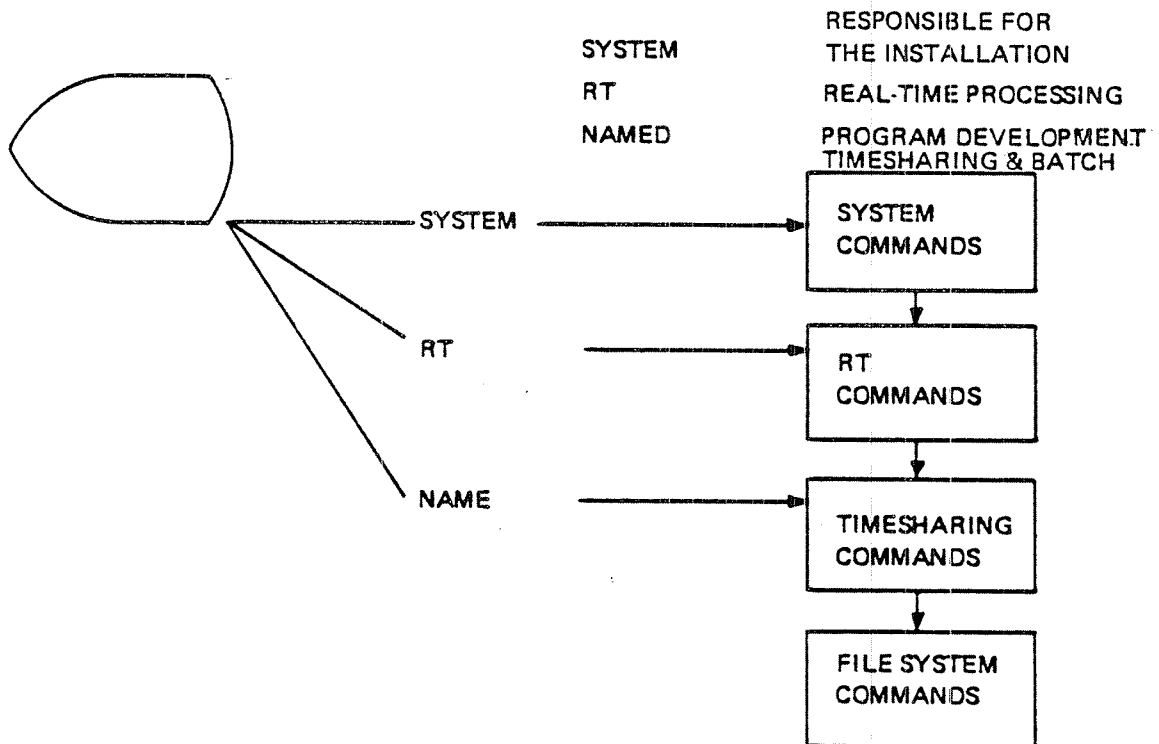 RESPONSIBLE FOR
SYSTEM THE INSTALLATION
RT REAL-TIME PROCESSING
NAMED PROGRAM DEVELOPMENT
TIMESHARING & BATCH
SYSTEM
SYSTEM
COMMANDS
RT
RT
COMMANDS
NAME
TIMESHARING
COMMANDS
FILE SYSTEM
COMMANDS